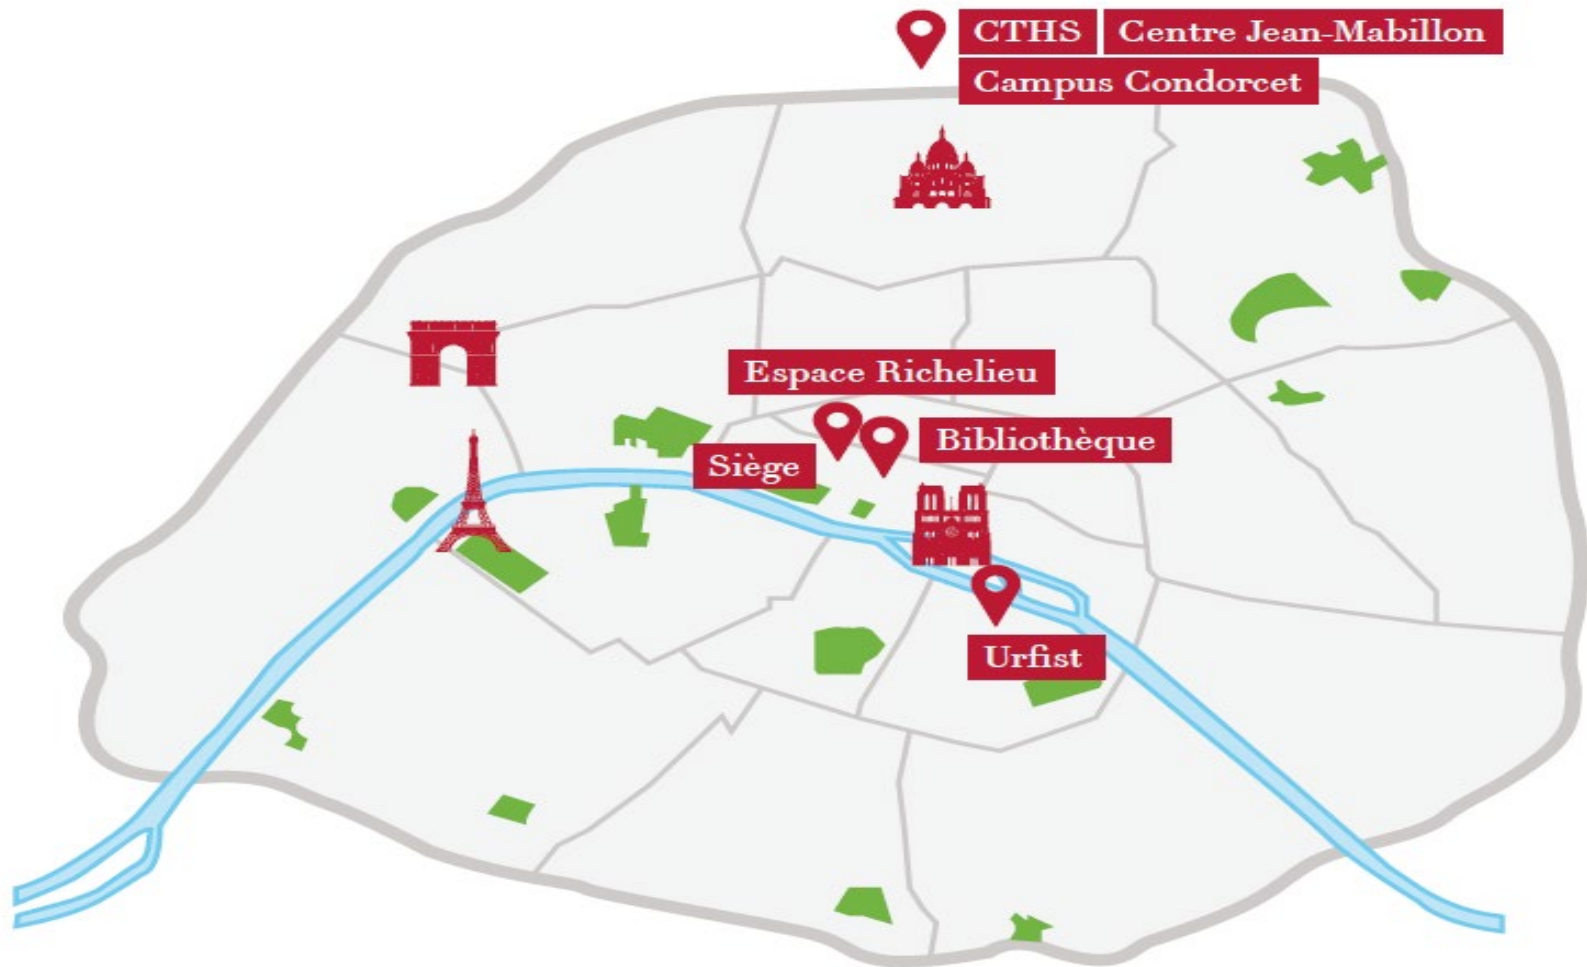 CTHS Centre Jean-Mabillon
Campus Condorcet
Espace Richelieu
Bibliothèque
Siège
Urfist